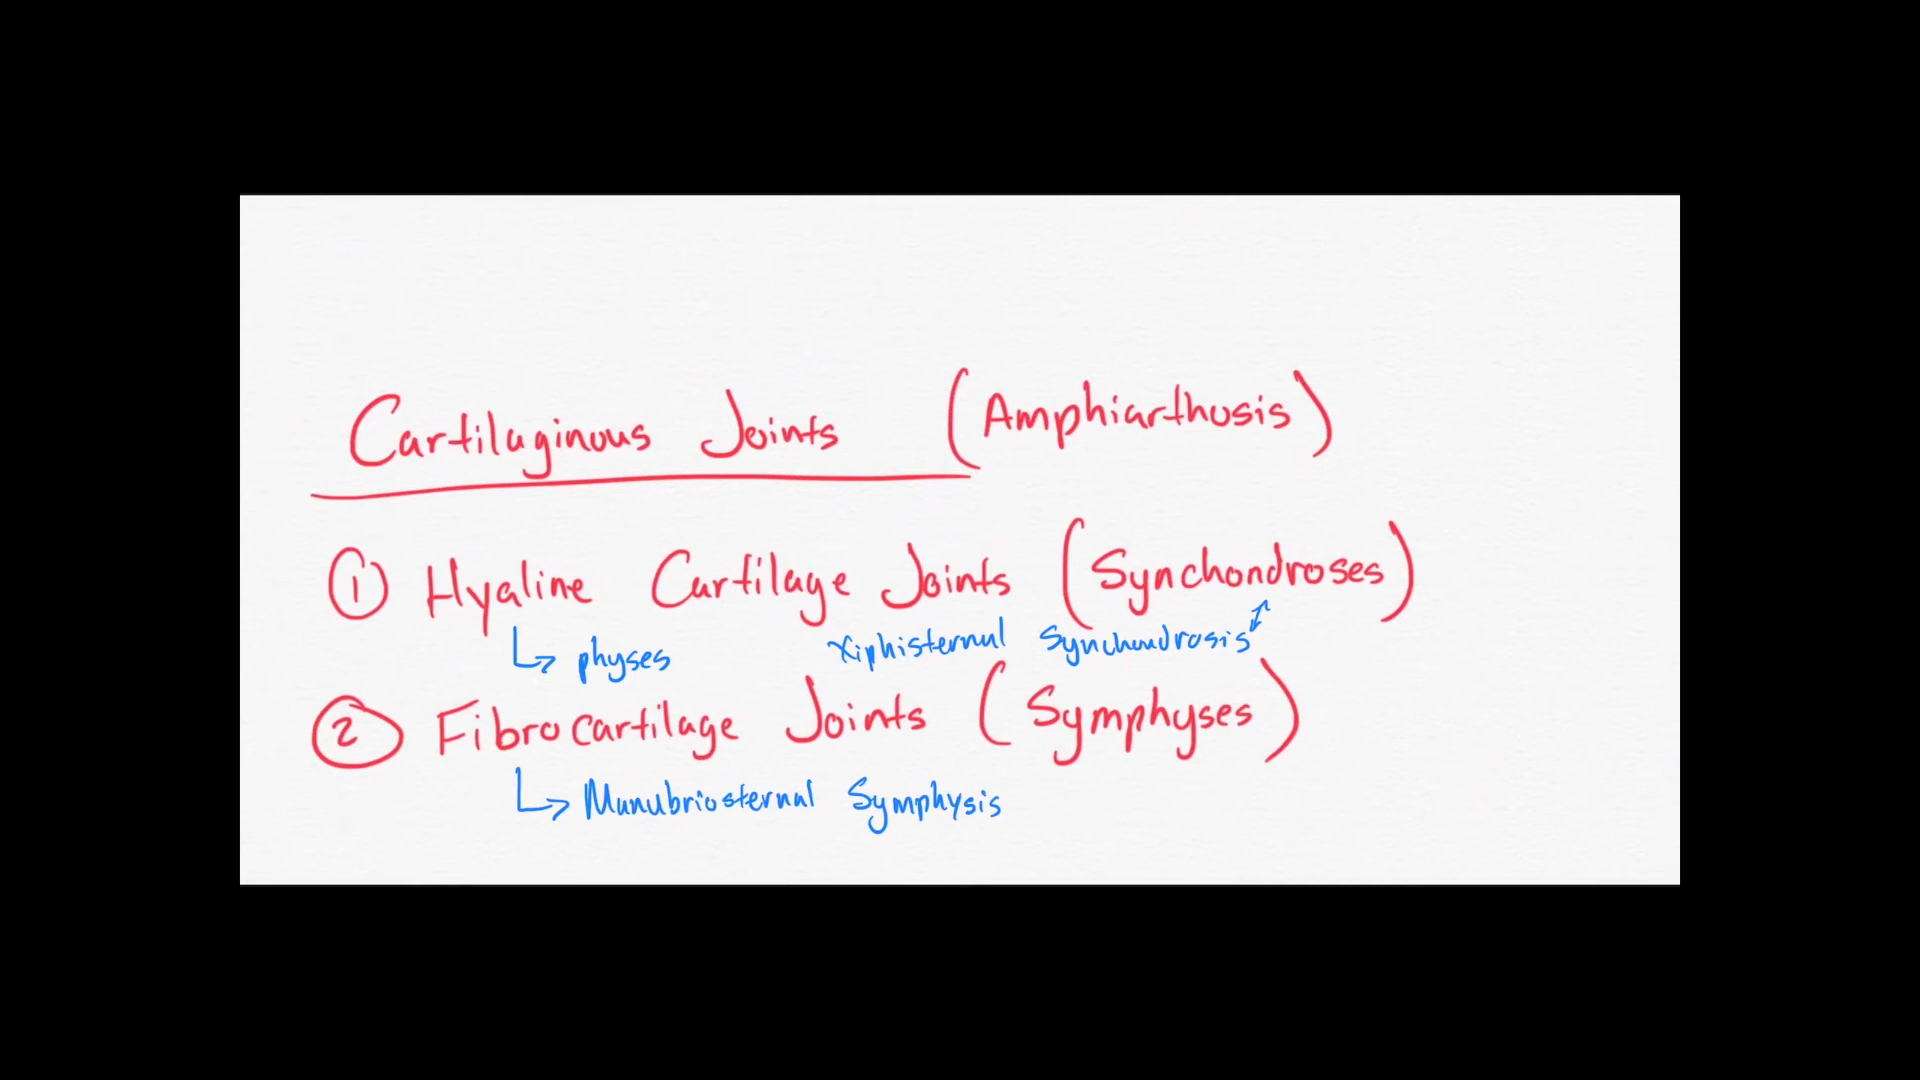 Cartilaginous Joints (Amphiarthosis)
① Hyaline Cartilage Joints (Synchondroses)
↳ physes Xiphisternal Synchondrosis
② Fibrocartilage Joints (Symphyses)
↳ Manubriosternal Symphysis